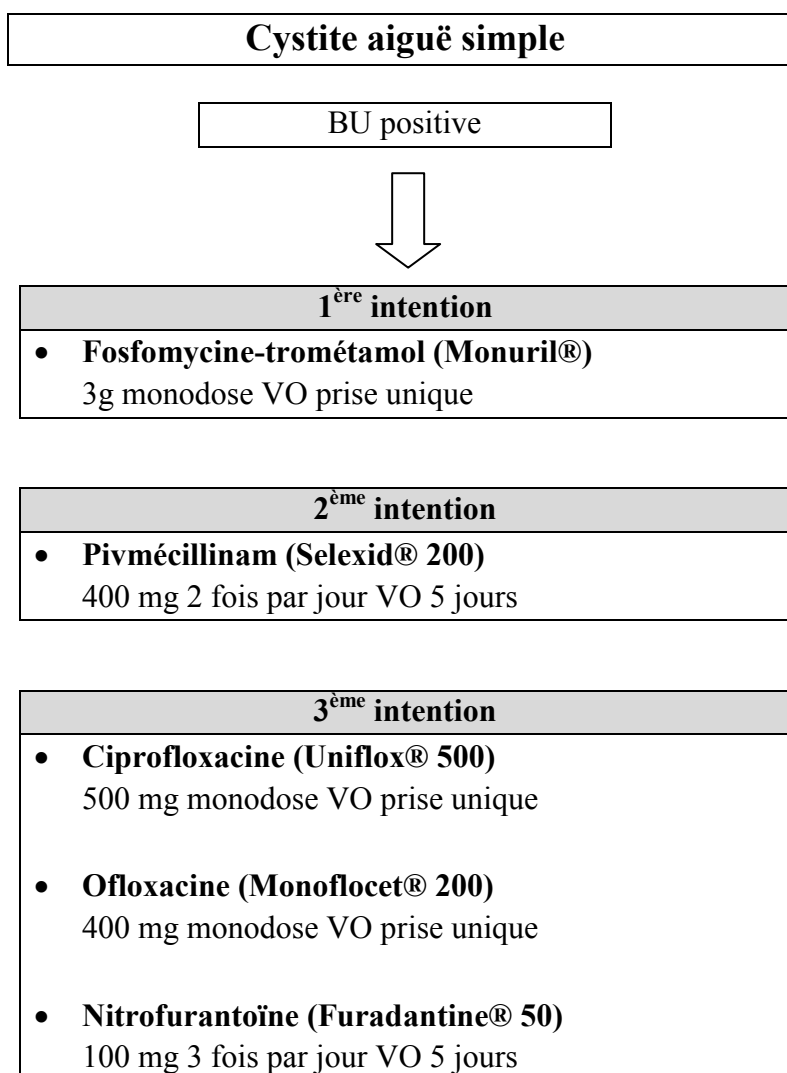 Cystite aiguë simple
BU positive
1ère intention
• Fosfomycine-trométamol (Monuril®)
3g monodose VO prise unique
2ème intention
• Pivmécillinam (Selexid® 200)
400 mg 2 fois par jour VO 5 jours
3ème intention
• Ciprofloxacine (Uniflox® 500)
500 mg monodose VO prise unique
• Ofloxacine (Monoflocet® 200)
400 mg monodose VO prise unique
• Nitrofurantoïne (Furadantine® 50)
100 mg 3 fois par jour VO 5 jours